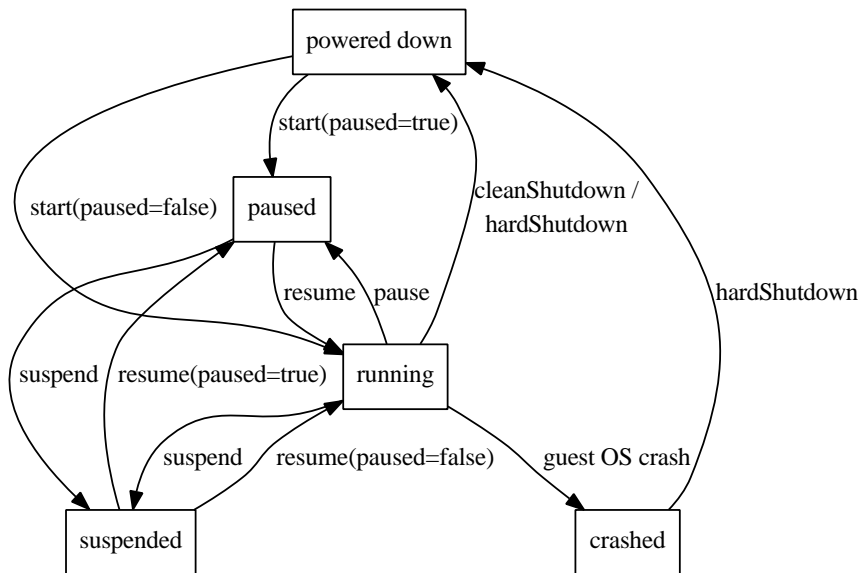 powered down
start(paused=true)
cleanShutdown /
hardShutdown
start(paused=false)
paused
hardShutdown
resume
pause
suspend
resume(paused=true)
running
suspend
resume(paused=false)
guest OS crash
suspended
crashed